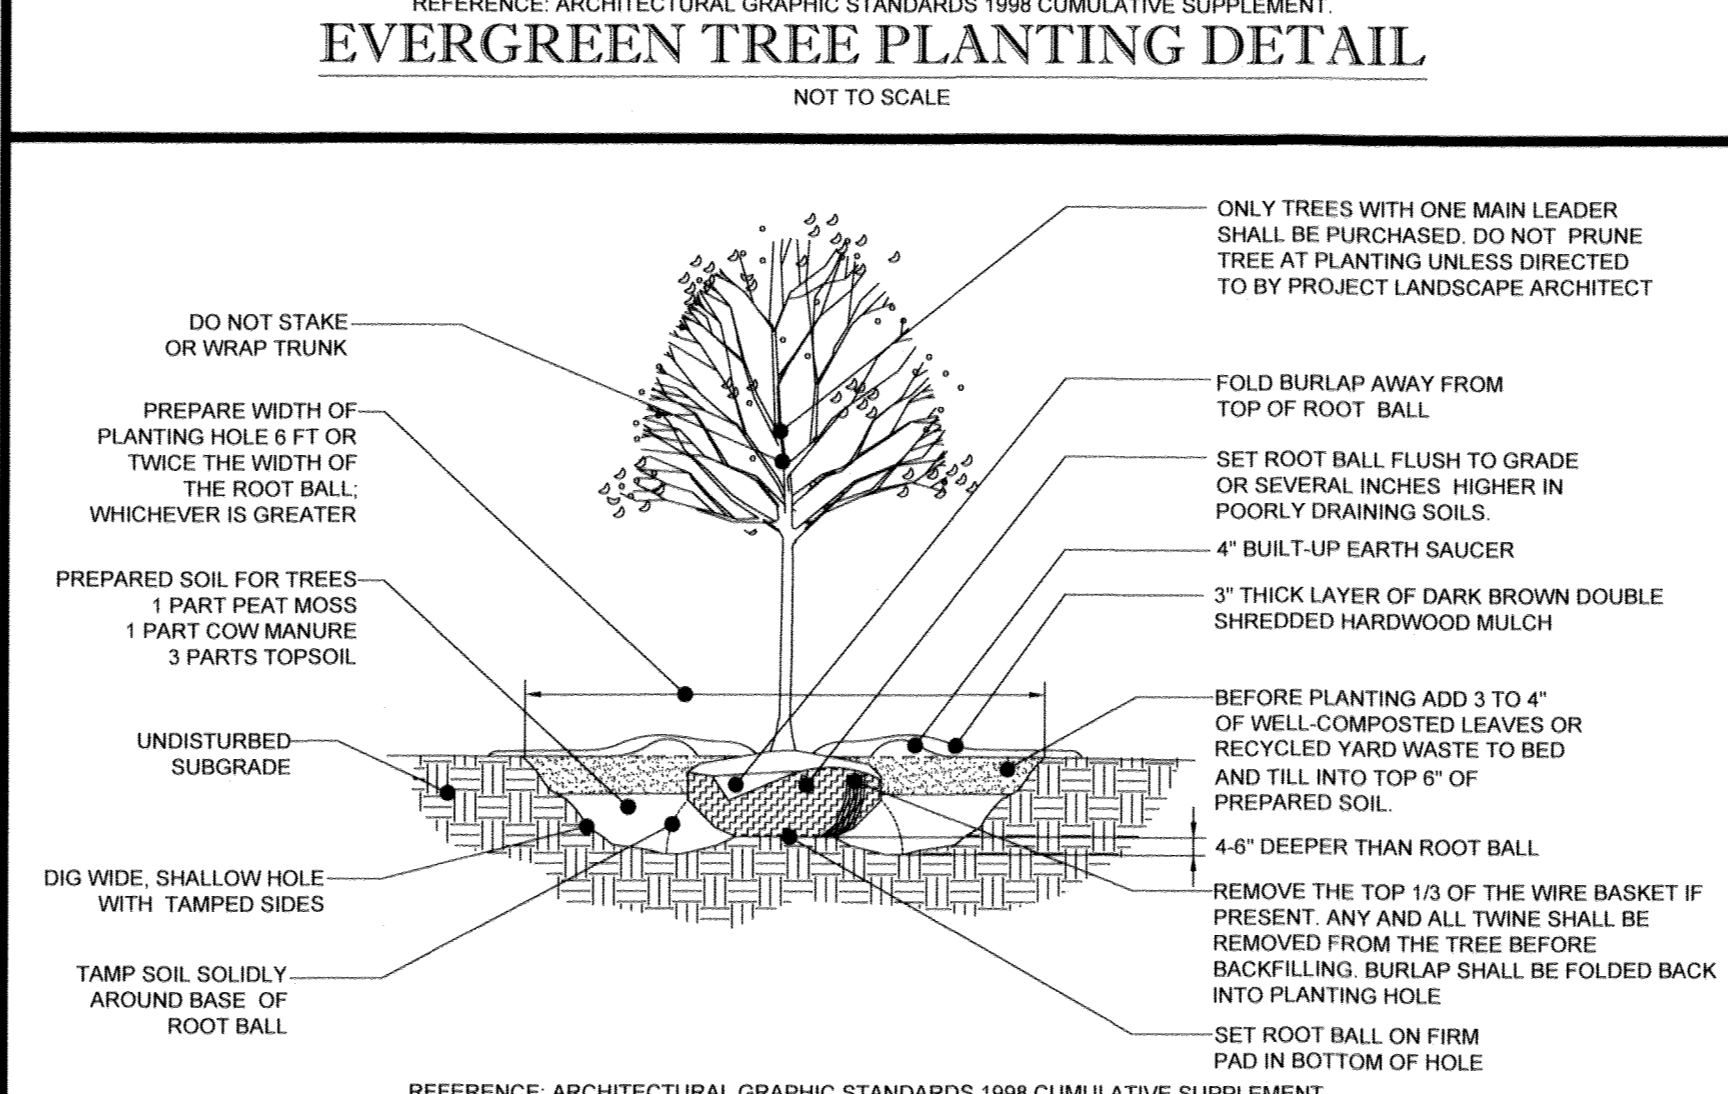 REFERENCE: ARCHITECTURAL GRAPHIC STANDARDS 1998 CUMULATIVE SUPPLEMENT.
EVERGREEN TREE PLANTING DETAIL
NOT TO SCALE
DO NOT STAKE
OR WRAP TRUNK
PREPARE WIDTH OF
PLANTING HOLE 6 FT OR
TWICE THE WIDTH OF
THE ROOT BALL;
WHICHEVER IS GREATER
PREPARED SOIL FOR TREES
1 PART PEAT MOSS
1 PART COW MANURE
3 PARTS TOPSOIL
UNDISTURBED
SUBGRADE
DIG WIDE, SHALLOW HOLE
WITH TAMPED SIDES
TAMP SOIL SOLIDLY
AROUND BASE OF
ROOT BALL
ONLY TREES WITH ONE MAIN LEADER
SHALL BE PURCHASED. DO NOT PRUNE
TREE AT PLANTING UNLESS DIRECTED
TO BY PROJECT LANDSCAPE ARCHITECT
FOLD BURLAP AWAY FROM
TOP OF ROOT BALL
SET ROOT BALL FLUSH TO GRADE
OR SEVERAL INCHES HIGHER IN
POORLY DRAINING SOILS.
4" BUILT-UP EARTH SAUCER
3" THICK LAYER OF DARK BROWN DOUBLE
SHREDDED HARDWOOD MULCH
BEFORE PLANTING ADD 3 TO 4"
OF WELL-COMPOSTED LEAVES OR
RECYCLED YARD WASTE TO BED
AND TILL INTO TOP 6" OF
PREPARED SOIL.
4-6" DEEPER THAN ROOT BALL
REMOVE THE TOP 1/3 OF THE WIRE BASKET IF
PRESENT. ANY AND ALL TWINE SHALL BE
REMOVED FROM THE TREE BEFORE
BACKFILLING. BURLAP SHALL BE FOLDED BACK
INTO PLANTING HOLE
SET ROOT BALL ON FIRM
PAD IN BOTTOM OF HOLE
REFERENCE: ARCHITECTURAL GRAPHIC STANDARDS 1998 CUMULATIVE SUPPLEMENT.